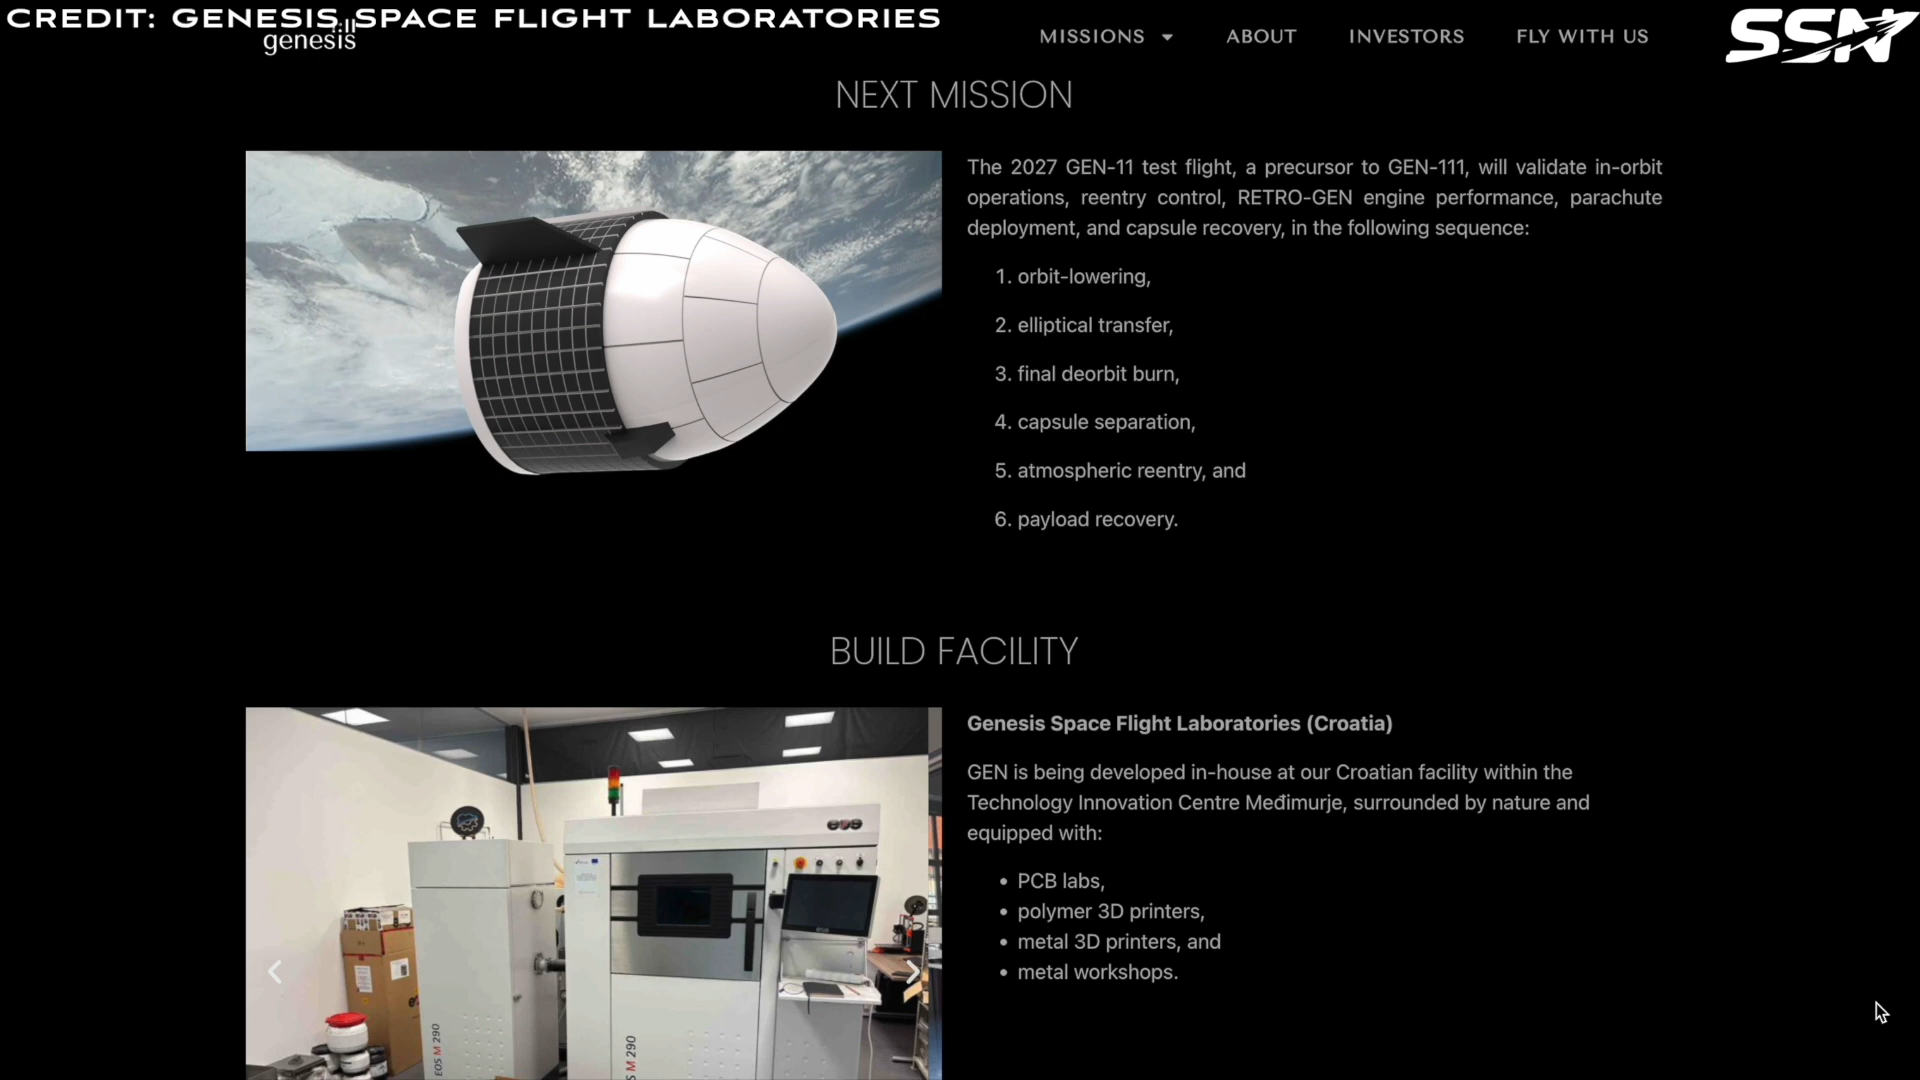 CREDIT: GENESIS SPACE FLIGHT LABORATORIES
genesis
MISSIONS
ABOUT
INVESTORS
FLY WITH US
SSN
NEXT MISSION
The 2027 GEN-11 test flight, a precursor to GEN-111, will validate in-orbit
operations, reentry control, RETRO-GEN engine performance, parachute
deployment, and capsule recovery, in the following sequence:
1. orbit-lowering,
2. elliptical transfer,
3. final deorbit burn,
4. capsule separation,
5. atmospheric reentry, and
6. payload recovery.
BUILD FACILITY
Genesis Space Flight Laboratories (Croatia)
GEN is being developed in-house at our Croatian facility within the
Technology Innovation Centre Međimurje, surrounded by nature and
equipped with:
• PCB labs,
• polymer 3D printers,
• metal 3D printers, and
• metal workshops.
EOS M 290
S M 290